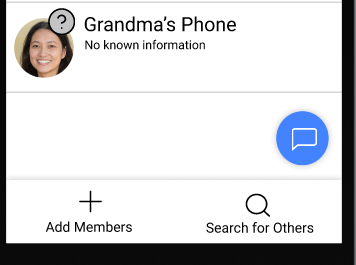 ?
Grandma's Phone
No known information
Add Members
Search for Others